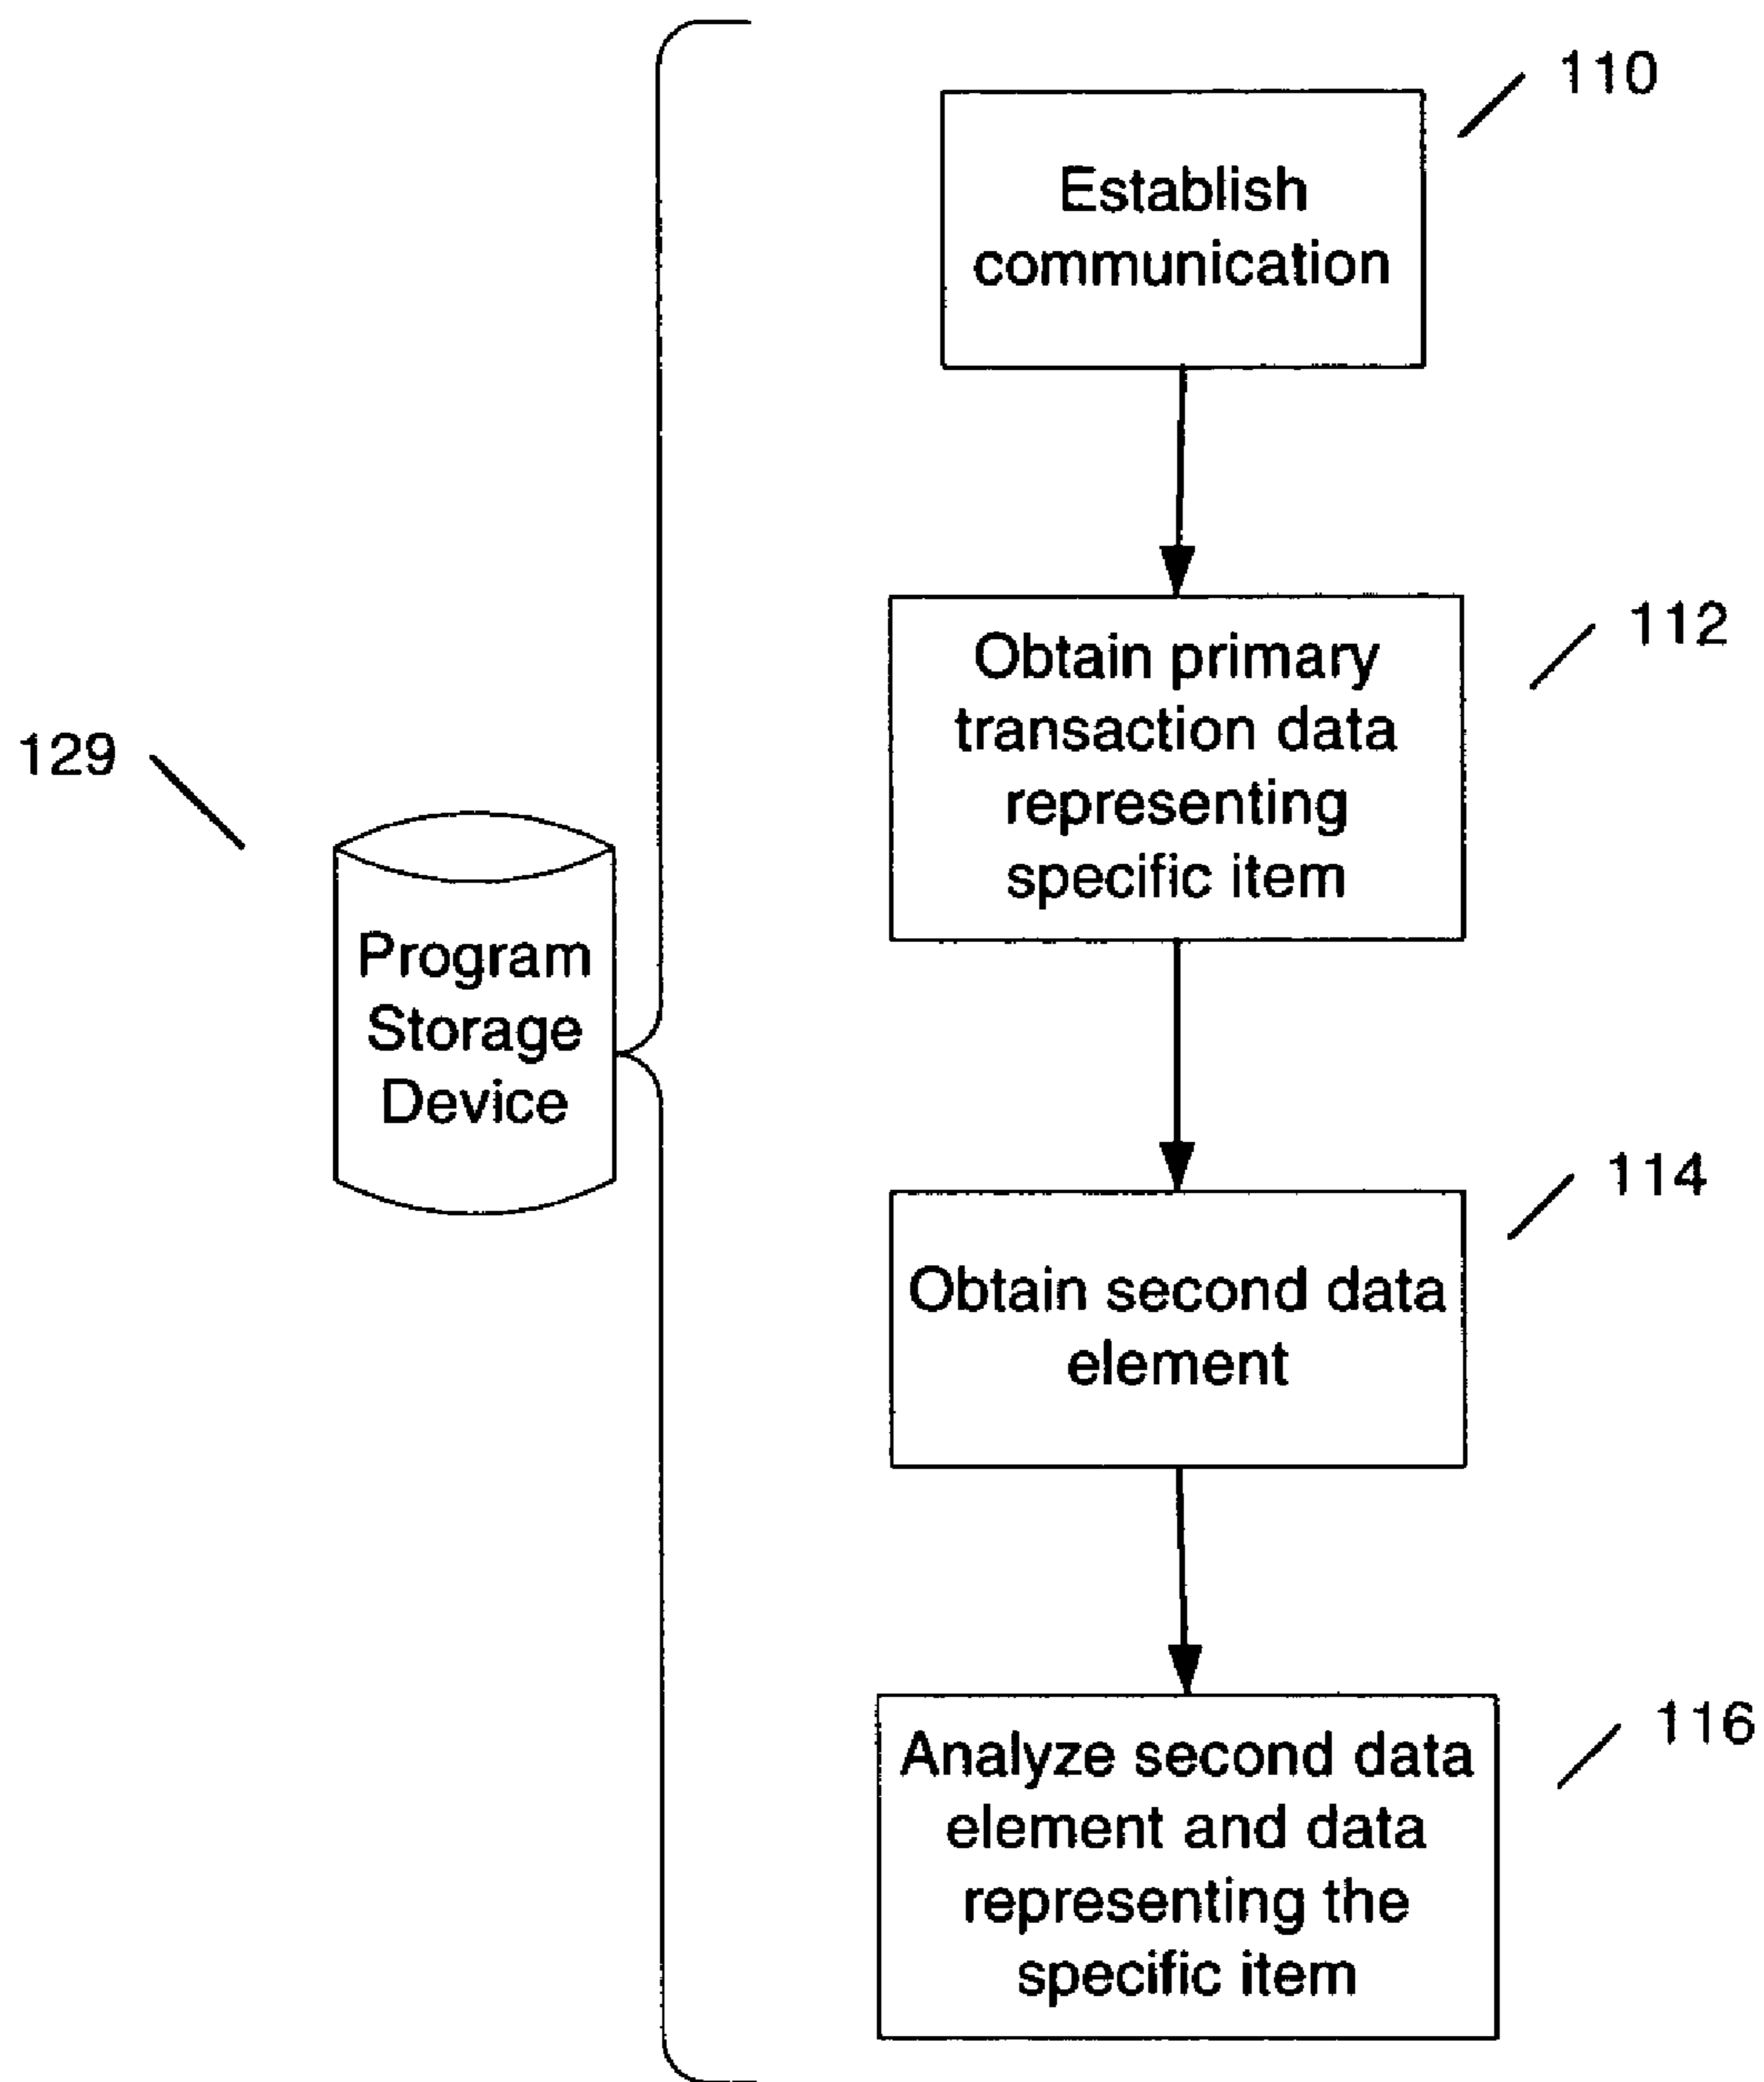 110
Establish
communication
112
Obtain primary
transaction data
representing
specific item
129
Program
Storage
Device
114
Obtain second data
element
116
Analyze second data
element and data
representing the
specific item